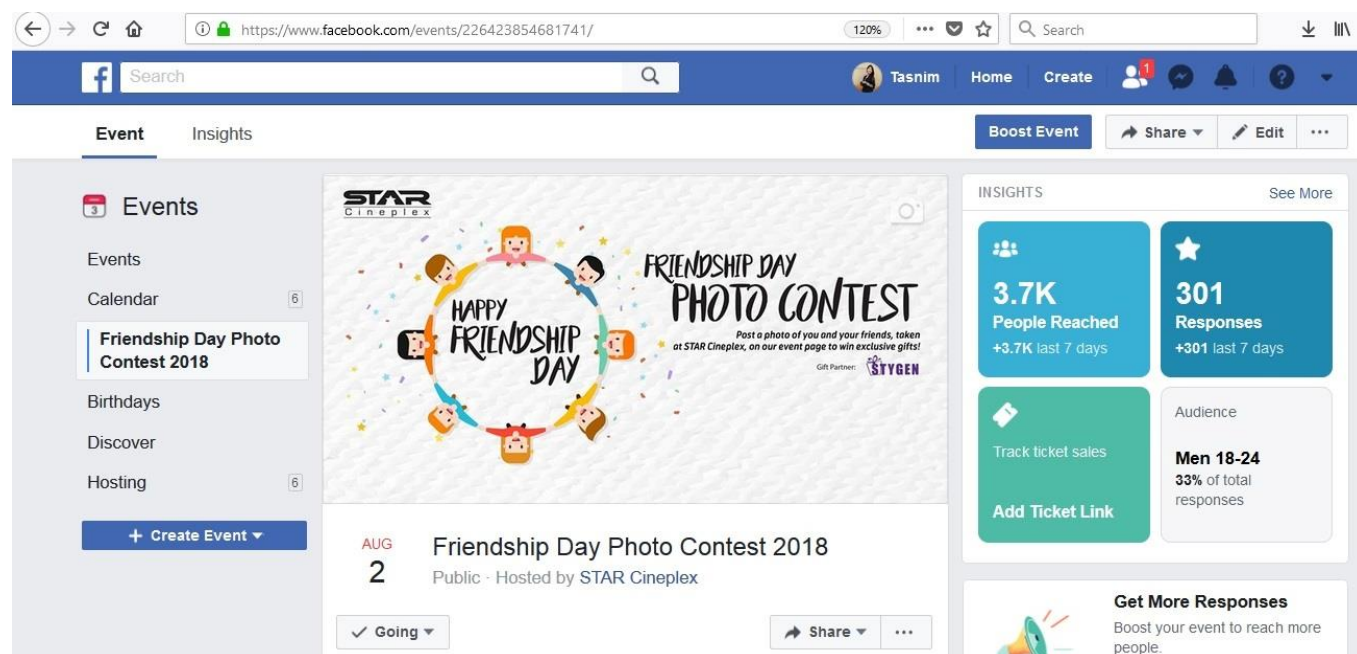 https://www.facebook.com/events/226423854681741/
120%
Search
Search
Tasnim
Home
Create
1
Event
Insights
Boost Event
Share
Edit
3
Events
Events
Calendar
6
Friendship Day Photo
Contest 2018
Birthdays
Discover
Hosting
6
+ Create Event
STAR
Cineplex
HAPPY
FRIENDSHIP
DAY
FRIENDSHIP DAY
PHOTO CONTEST
Post a photo of you and your friends, taken
at STAR Cineplex, on our event page to win exclusive gifts!
Gift Partner: STYGEN
AUG
2
Friendship Day Photo Contest 2018
Public · Hosted by STAR Cineplex
Going
Share
INSIGHTS
See More
3.7K
People Reached
+3.7K last 7 days
301
Responses
+301 last 7 days
Track ticket sales
Add Ticket Link
Audience
Men 18-24
33% of total
responses
Get More Responses
Boost your event to reach more
people.